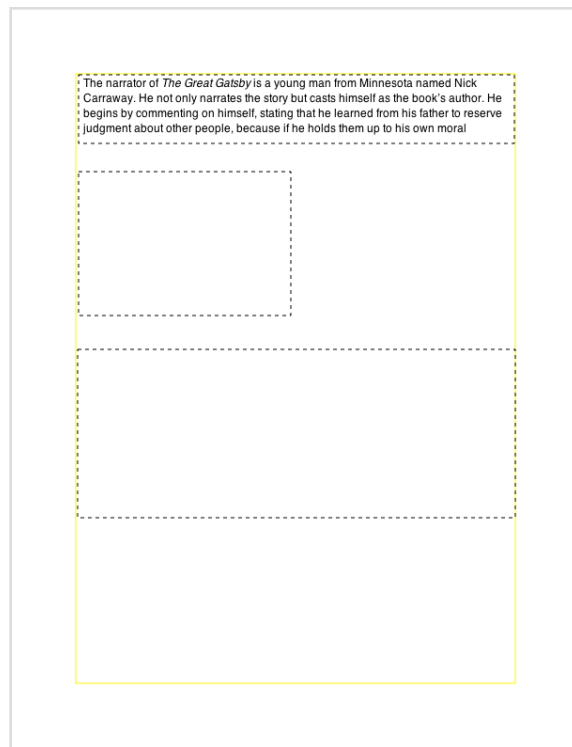 The narrator of The Great Gatsby is a young man from Minnesota named Nick
Carraway. He not only narrates the story but casts himself as the book’s author. He
begins by commenting on himself, stating that he learned from his father to reserve
judgment about other people, because if he holds them up to his own moral